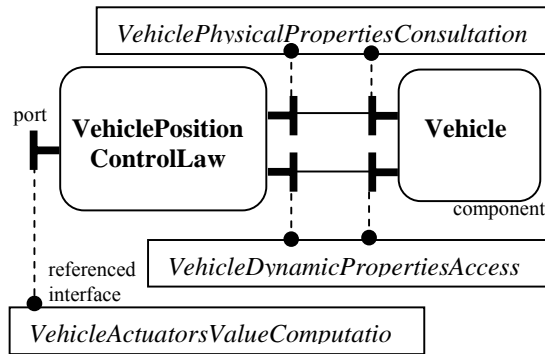 VehiclePhysicalPropertiesConsultation
port
VehiclePosition
ControlLaw
Vehicle
component
VehicleDynamicPropertiesAccess
referenced
interface
VehicleActuatorsValueComputatio